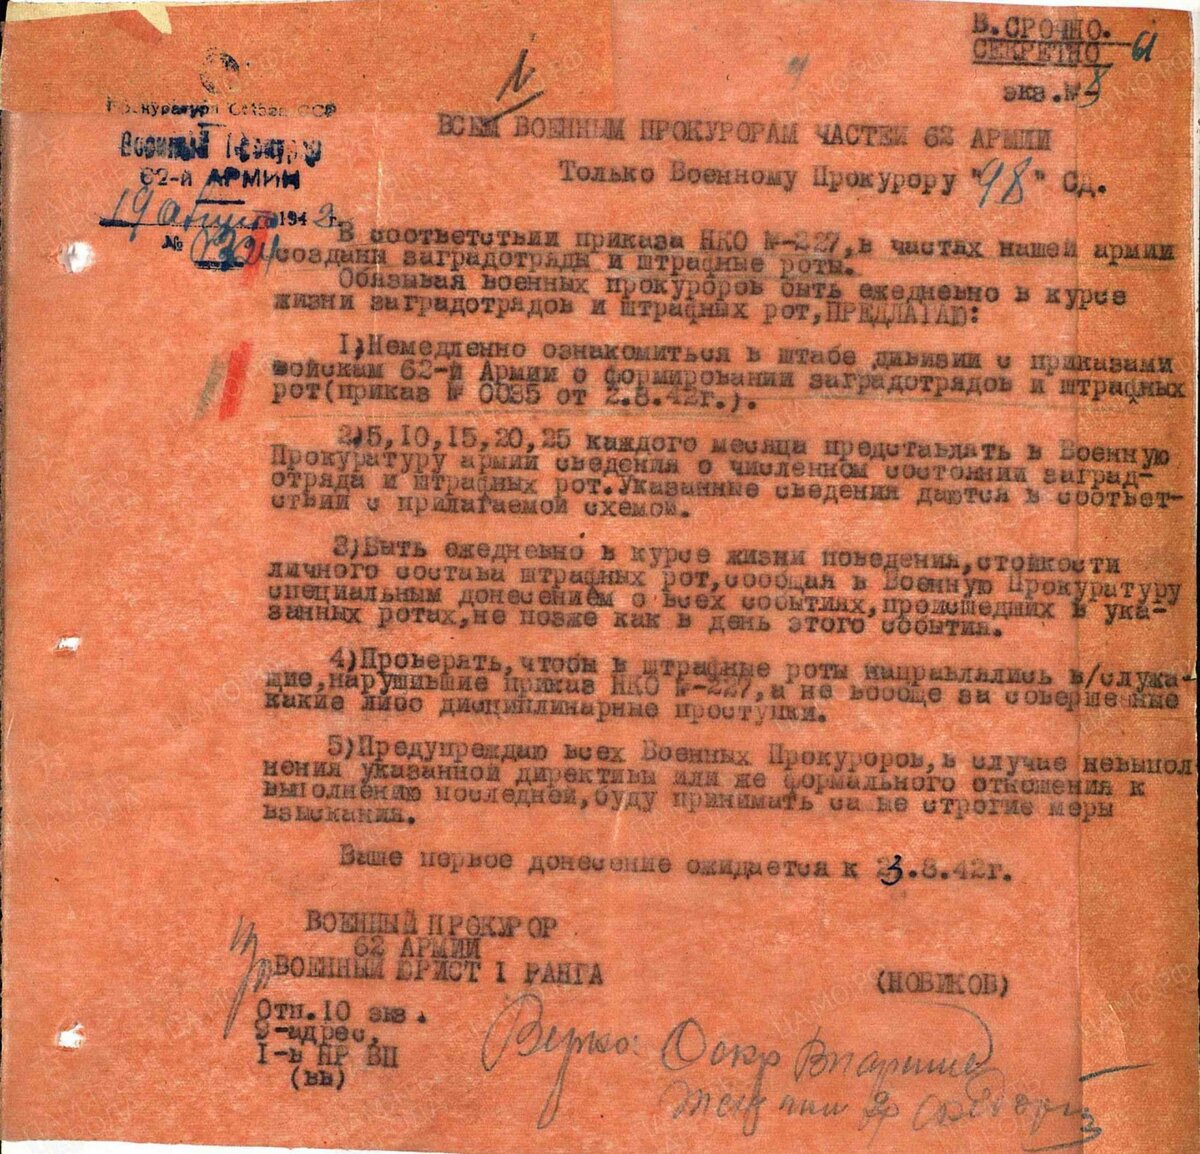 В. СРОЧНО.
СЕКРЕТНО
экз.№ 8
Прокуратура Союза ССР
Военный Прокурор
62-й АРМИИ
19 августа 1942 г.
№
ВСЕМ ВОЕННЫМ ПРОКУРОРАМ ЧАСТЕЙ 62 АРМИИ
Только Военному Прокурору "98" СД.
В соответствии приказа НКО №-227,в частях нашей армии
созданы заградотряды и штрафные роты.
Обязывая военных прокуроров быть ежедневно в курсе
жизни заградотрядов и штрафных рот,ПРЕДЛАГАЮ:
1)Немедленно ознакомиться в штабе дивизии с приказами
войскам 62-й Армии о формировании заградотрядов и штрафных
рот(приказ № 0035 от 2.8.42г.).
2)5,10,15,20,25 каждого месяца представлять в Военную
Прокуратуру армии сведения о численном состоянии заград-
отряда и штрафных рот.Указанные сведения даются в соответ-
ствии с прилагаемой схемой.
3)Быть ежедневно в курсе жизни поведения,стойкости
личного состава штрафных рот,сообщая в Военную Прокуратуру
специальным донесением о всех событиях,происшедших в ука-
занных ротах,не позже как в день этого события.
4)Проверять,чтобы в штрафные роты направлялись в/служа-
щие,нарушившие приказ НКО №-227,а не вообще за совершенные
какие либо дисциплинарные проступки.
5)Предупреждаю всех Военных Прокуроров,в случае невыпол-
нения указанной директивы или же формального отношения к
выполнению последней,буду принимать самые строгие меры
взыскания.
Ваше первое донесение ожидается к 23.8.42г.
ВОЕННЫЙ ПРОКУРОР
62 АРМИИ
ВОЕННЫЙ ЮРИСТ 1 РАНГА
(НОВИКОВ)
Отп.10 экз.
9-адрес,
1-в НР ВП
(вв)
Верно: